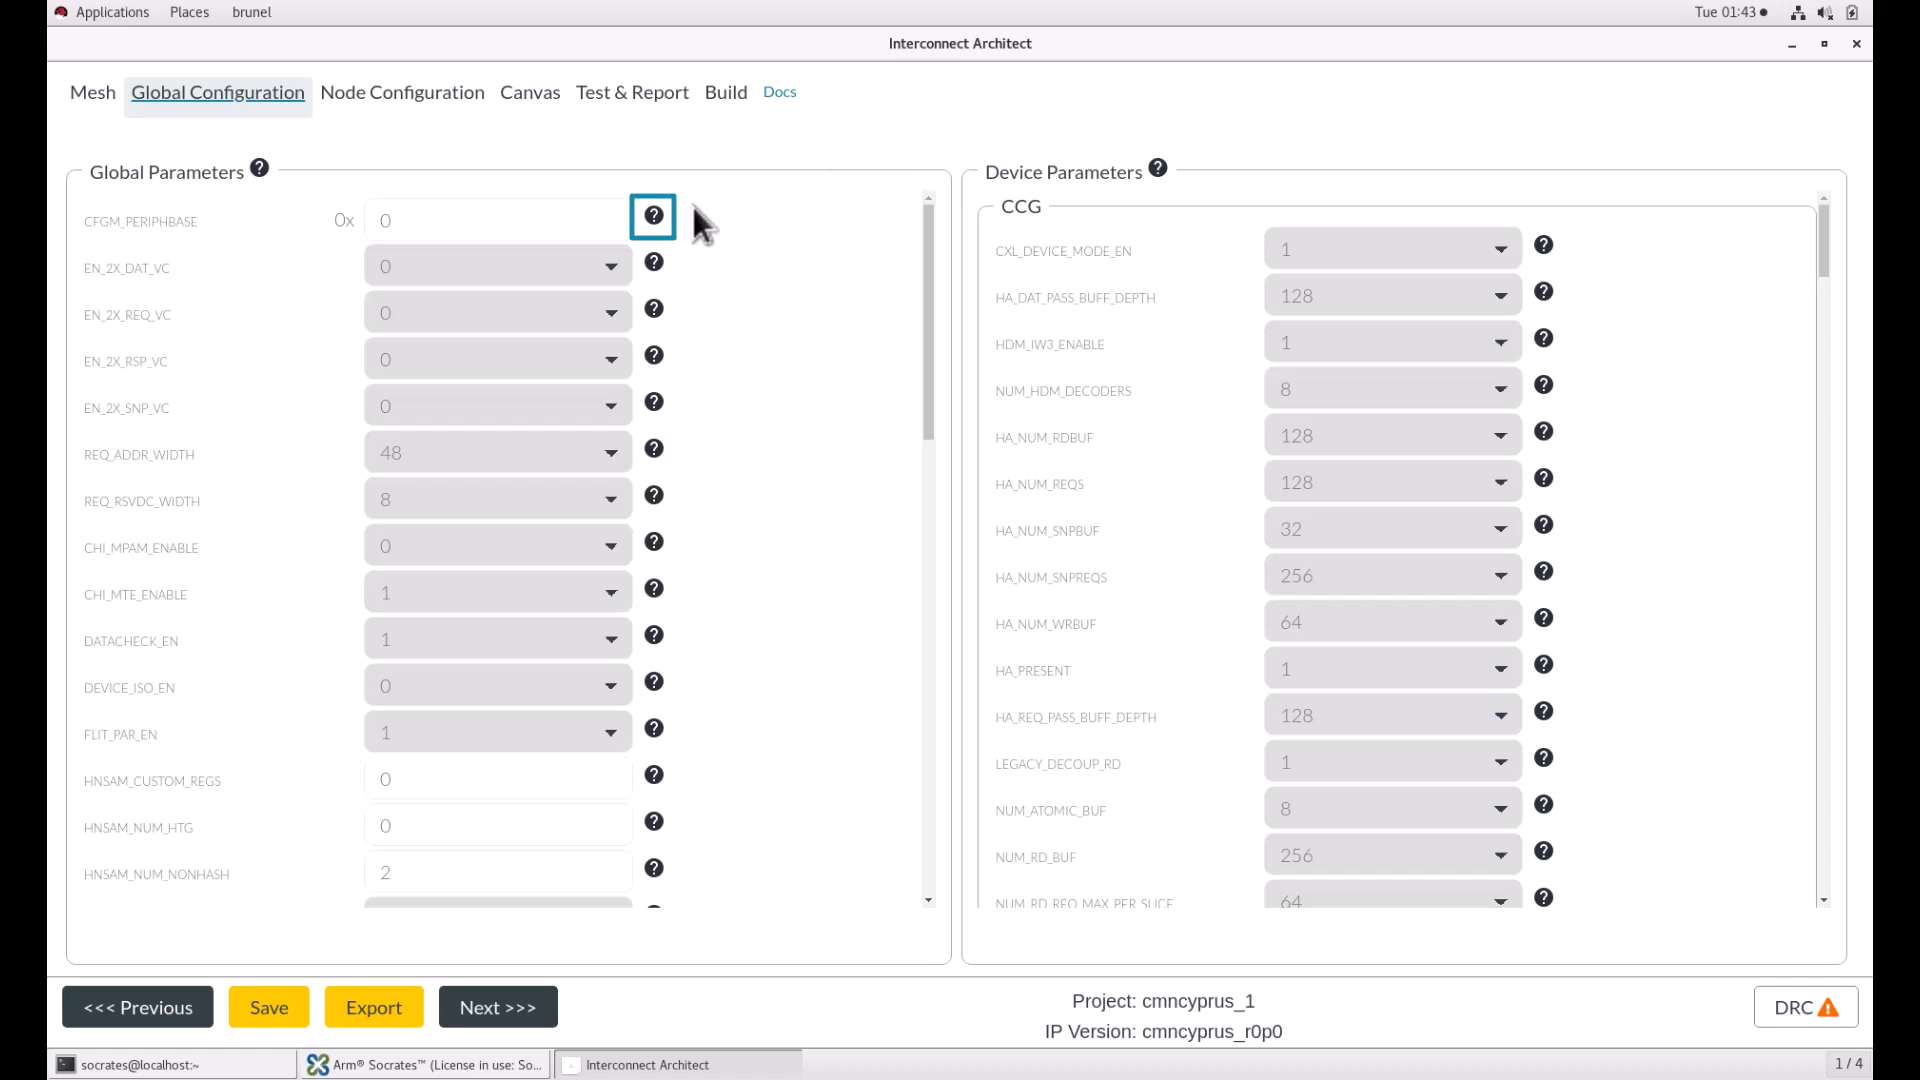 Applications Places brunel Tue 01:43
Interconnect Architect
Mesh Global Configuration Node Configuration Canvas Test & Report Build Docs
Global Parameters ?
CFGM_PERIPHBASE 0x 0 ?
EN_2X_DAT_VC 0 ?
EN_2X_REQ_VC 0 ?
EN_2X_RSP_VC 0 ?
EN_2X_SNP_VC 0 ?
REQ_ADDR_WIDTH 48 ?
REQ_RSVDC_WIDTH 8 ?
CHI_MPAM_ENABLE 0 ?
CHI_MTE_ENABLE 1 ?
DATACHECK_EN 1 ?
DEVICE_ISO_EN 0 ?
FLIT_PAR_EN 1 ?
HNSAM_CUSTOM_REGS 0 ?
HNSAM_NUM_HTG 0 ?
HNSAM_NUM_NONHASH 2 ?
Device Parameters ?
CCG
CXL_DEVICE_MODE_EN 1 ?
HA_DAT_PASS_BUFF_DEPTH 128 ?
HDM_IW3_ENABLE 1 ?
NUM_HDM_DECODERS 8 ?
HA_NUM_RDBUF 128 ?
HA_NUM_REQS 128 ?
HA_NUM_SNPBUF 32 ?
HA_NUM_SNPREQS 256 ?
HA_NUM_WRBUF 64 ?
HA_PRESENT 1 ?
HA_REQ_PASS_BUFF_DEPTH 128 ?
LEGACY_DECOUP_RD 1 ?
NUM_ATOMIC_BUF 8 ?
NUM_RD_BUF 256 ?
NUM_RD_REQ_MAX_PER_SLICE 64 ?
<<< Previous Save Export Next >>>
Project: cmncyprus_1
IP Version: cmncyprus_r0p0
DRC
socrates@localhost:~ Arm® Socrates™ (License in use: So... Interconnect Architect 1 / 4